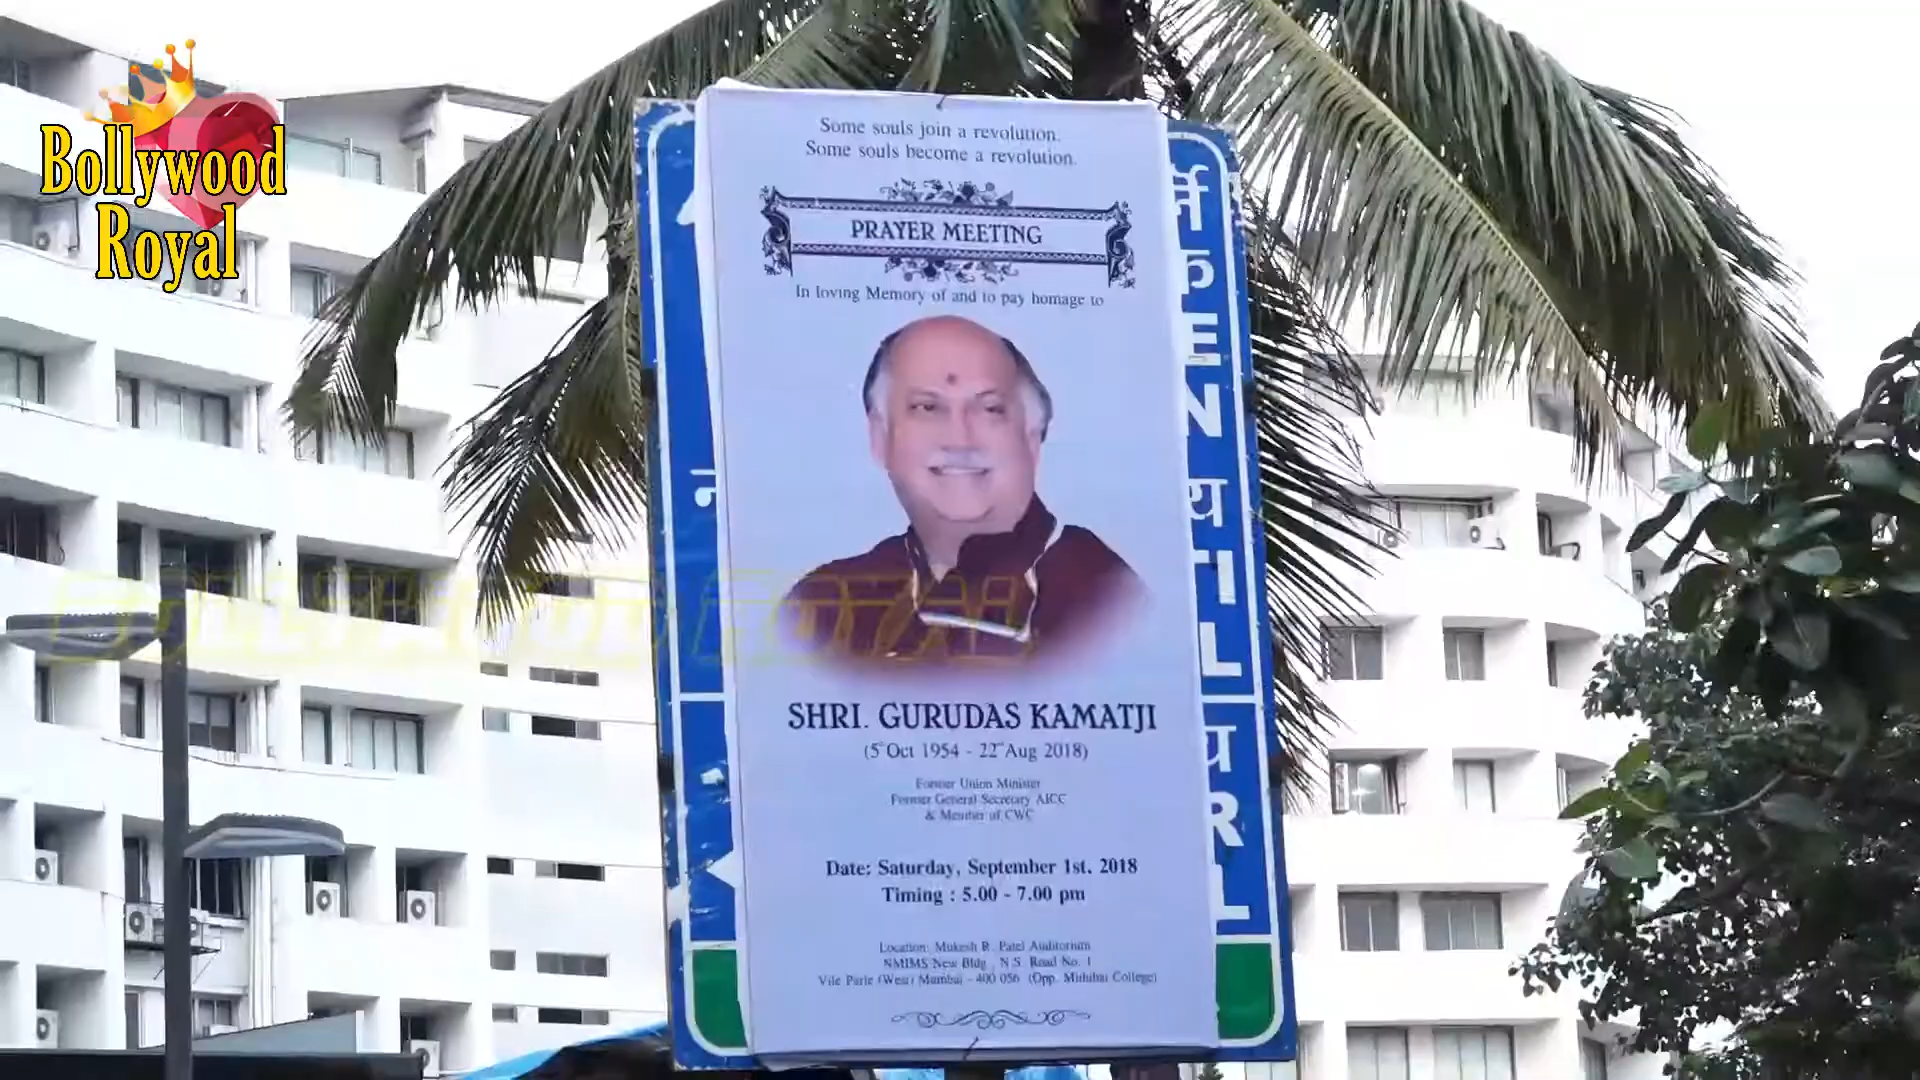 Bollywood
Royal
Some souls join a revolution.
Some souls become a revolution.
PRAYER MEETING
In loving Memory of and to pay homage to
SHRI. GURUDAS KAMATJI
(5th Oct 1954 - 22nd Aug 2018)
Former Union Minister
Former General Secretary AICC
& Member of CWC
Date: Saturday, September 1st, 2018
Timing : 5.00 - 7.00 pm
Location: Mukesh R. Patel Auditorium
NMIMS New Bldg., N.S. Road No. 1
Vile Parle (West) Mumbai - 400 056 (Opp. Mithibai College)
BOLLYWOOD ROYAL